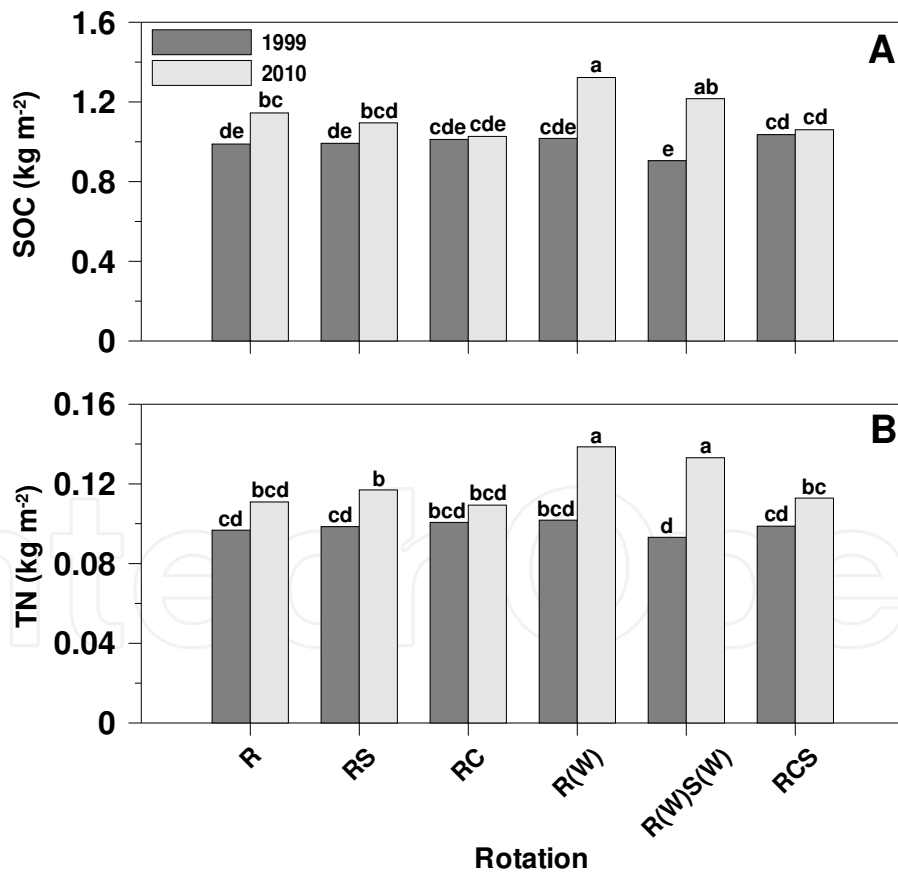 1.6
1.2
0.8
0.4
0
SOC (kg m-2)
1999
2010
A
de
bc
de
bcd
cde
cde
cde
a
e
ab
cd
cd
0.16
0.12
0.08
0.04
0
TN (kg m-2)
B
cd
bcd
cd
b
bcd
bcd
bcd
a
d
a
cd
bc
R
RS
RC
R(W)
R(W)S(W)
RCS
Rotation